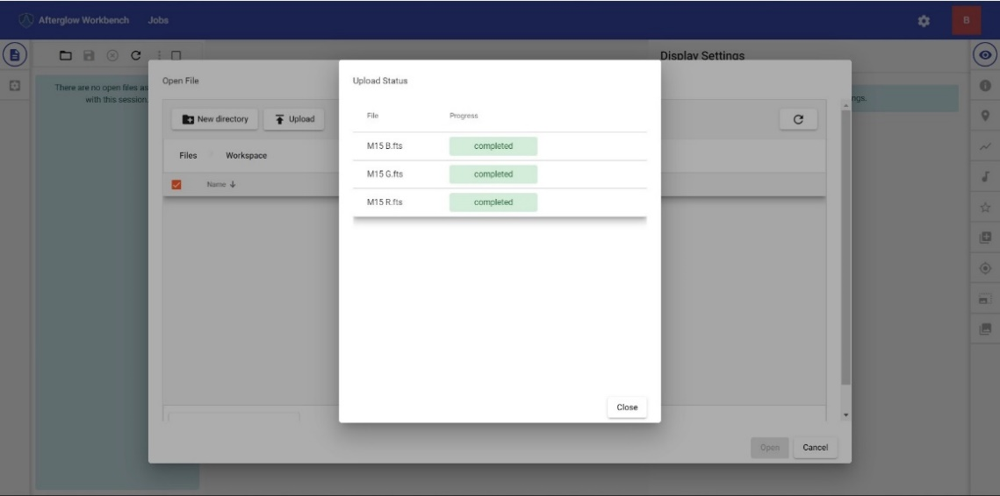 Afterglow Workbench Jobs B
Display Settings
Open File
Upload Status
There are no open files as
with this session.
ngs.
New directory Upload
File Progress
M15 B.fts completed
Files Workspace
M15 G.fts completed
Name
M15 R.fts completed
Close
Open Cancel